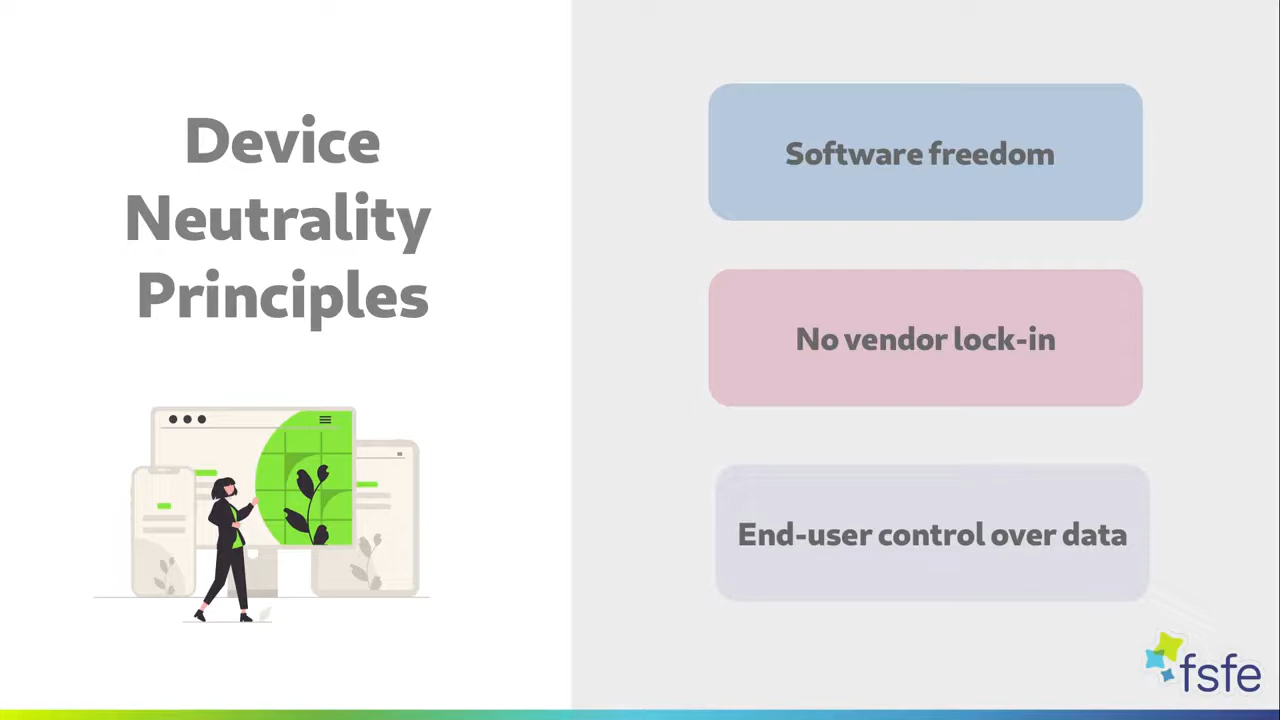 Device
Neutrality
Principles
Software freedom
No vendor lock-in
End-user control over data
fsfe